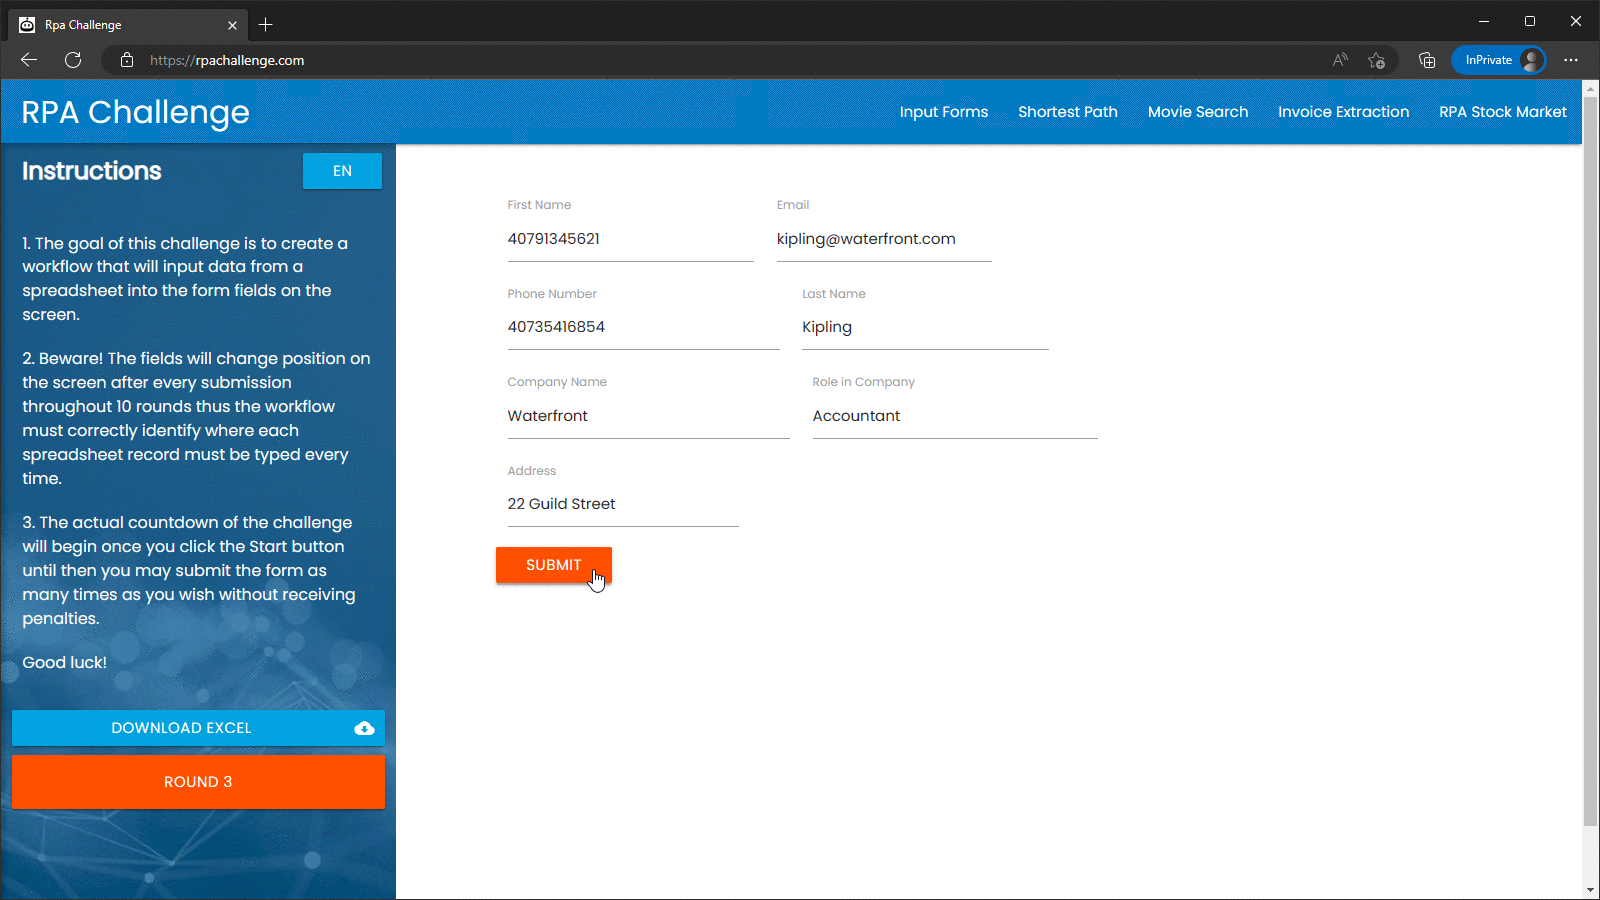 Rpa Challenge
https://rpachallenge.com
InPrivate
RPA Challenge
Input Forms
Shortest Path
Movie Search
Invoice Extraction
RPA Stock Market
Instructions
EN
1. The goal of this challenge is to create a
workflow that will input data from a
spreadsheet into the form fields on the
screen.
2. Beware! The fields will change position on
the screen after every submission
throughout 10 rounds thus the workflow
must correctly identify where each
spreadsheet record must be typed every
time.
3. The actual countdown of the challenge
will begin once you click the Start button
until then you may submit the form as
many times as you wish without receiving
penalties.
Good luck!
DOWNLOAD EXCEL
ROUND 3
First Name
40791345621
Email
kipling@waterfront.com
Phone Number
40735416854
Last Name
Kipling
Company Name
Waterfront
Role in Company
Accountant
Address
22 Guild Street
SUBMIT